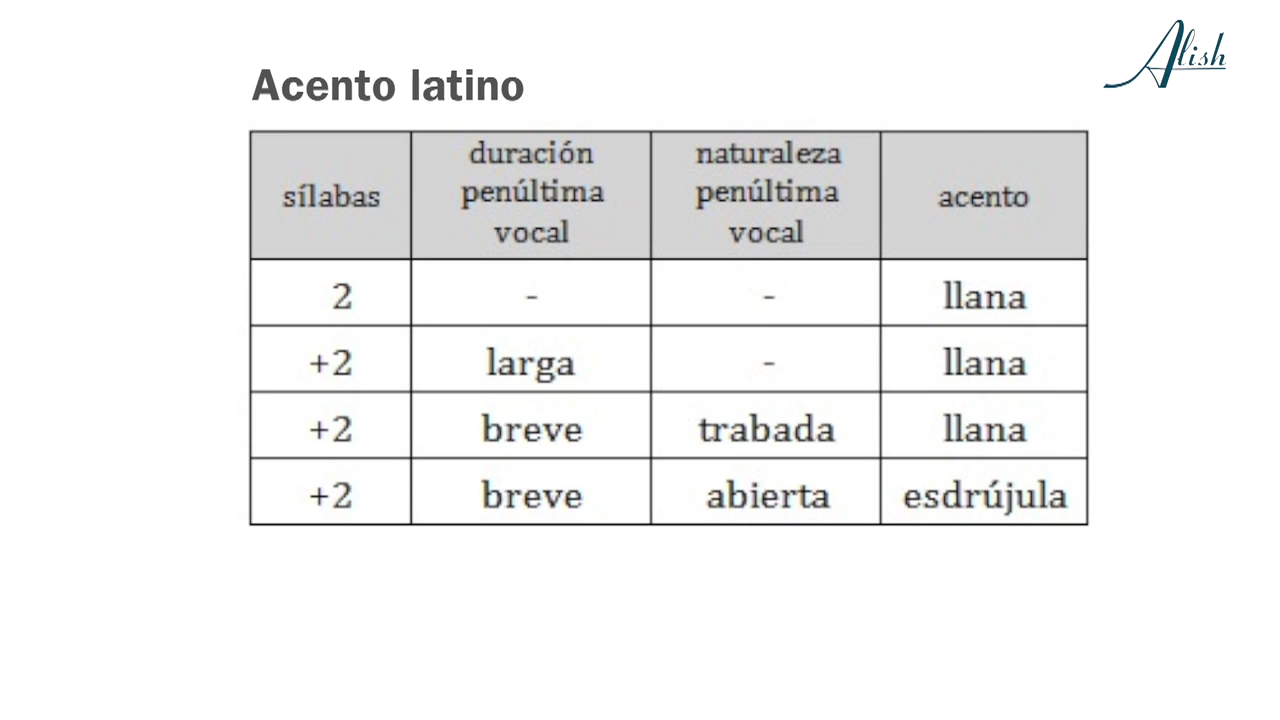 Alish
Acento latino
sílabas
duración
penúltima
vocal
naturaleza
penúltima
vocal
acento
2 - - llana
+2 larga - llana
+2 breve trabada llana
+2 breve abierta esdrújula